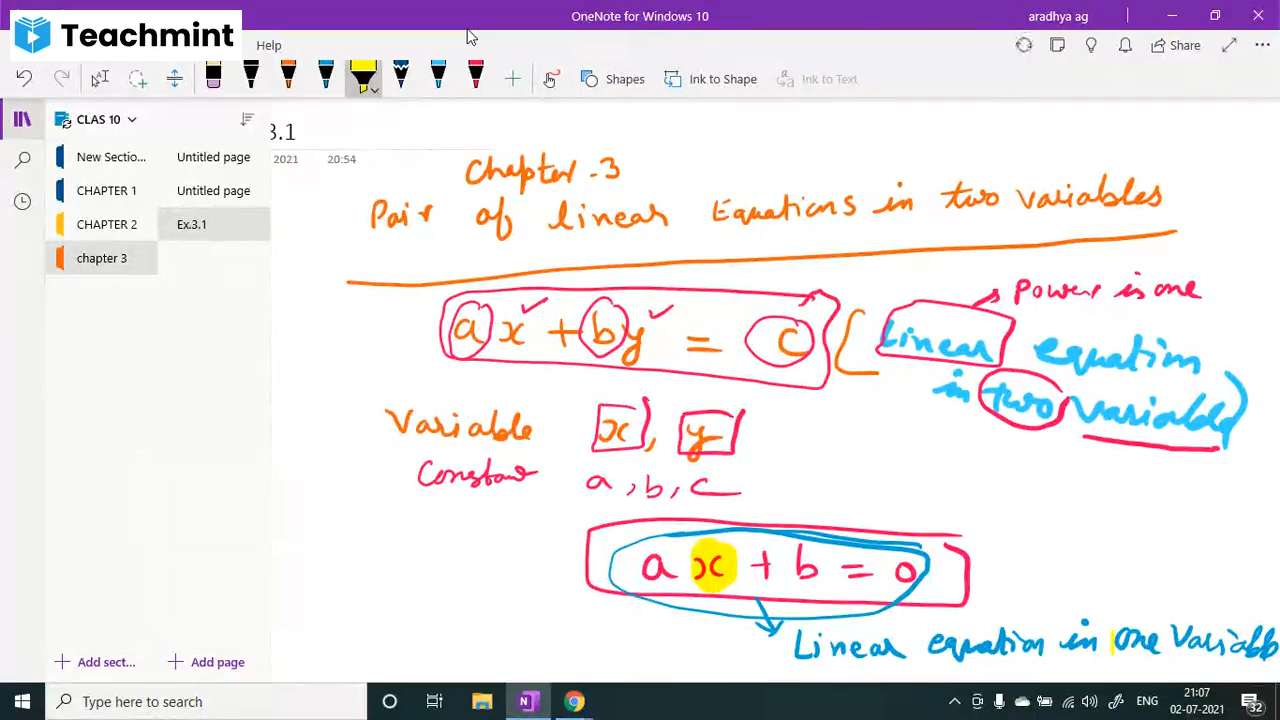 OneNote for Windows 10
aradhya ag
Teachmint
Help
Share
Shapes
Ink to Shape
Ink to Text
CLAS 10
New Sectio...
CHAPTER 1
CHAPTER 2
chapter 3
Untitled page
Untitled page
Ex.3.1
3.1
2021 20:54
Chapter - 3
Pair of linear Equations in two variables
Power is one
ax + by = c
(Linear equation
in two variable)
Variable x, y
Constant a, b, c
ax + b = 0
Linear equation in one Variabb
Add sect...
Add page
Type here to search
ENG
21:07
02-07-2021
32